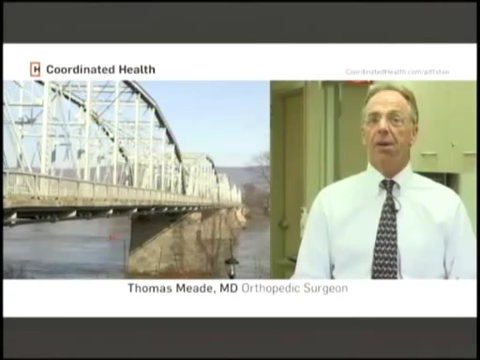 H Coordinated Health
CoordinatedHealth.com/pittston
Thomas Meade, MD Orthopedic Surgeon